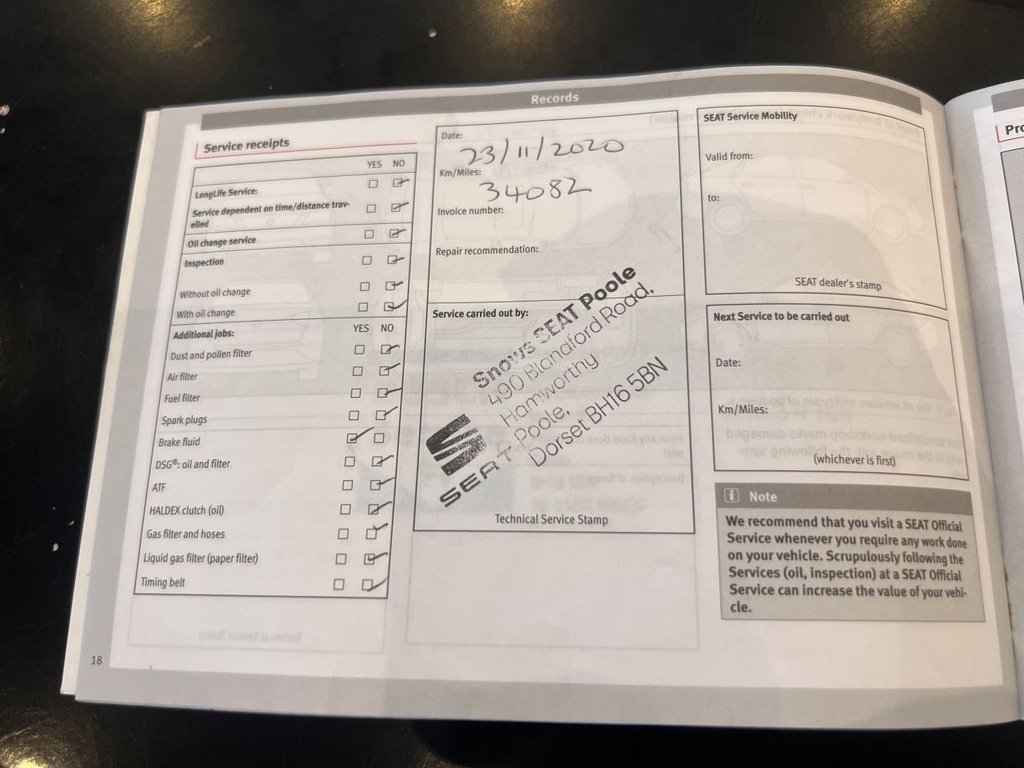 Records
Service receipts
YES NO
LongLife Service:
Service dependent on time/distance trav-
elled
Oil change service
Inspection
Without oil change
With oil change
Additional jobs: YES NO
Dust and pollen filter
Air filter
Fuel filter
Spark plugs
Brake fluid
DSG®: oil and filter
ATF
HALDEX clutch (oil)
Gas filter and hoses
Liquid gas filter (paper filter)
Timing belt
18
Date:
23/11/2020
Km/Miles:
34082
Invoice number:
Repair recommendation:
Service carried out by:
Snows SEAT Poole
490 Blandford Road,
Hamworthy
Poole,
Dorset BH16 5BN
SEAT
Technical Service Stamp
SEAT Service Mobility
Valid from:
to:
SEAT dealer's stamp
Next Service to be carried out
Date:
Km/Miles:
(whichever is first)
i Note
We recommend that you visit a SEAT Official
Service whenever you require any work done
on your vehicle. Scrupulously following the
Services (oil, inspection) at a SEAT Official
Service can increase the value of your vehi-
cle.
Pro